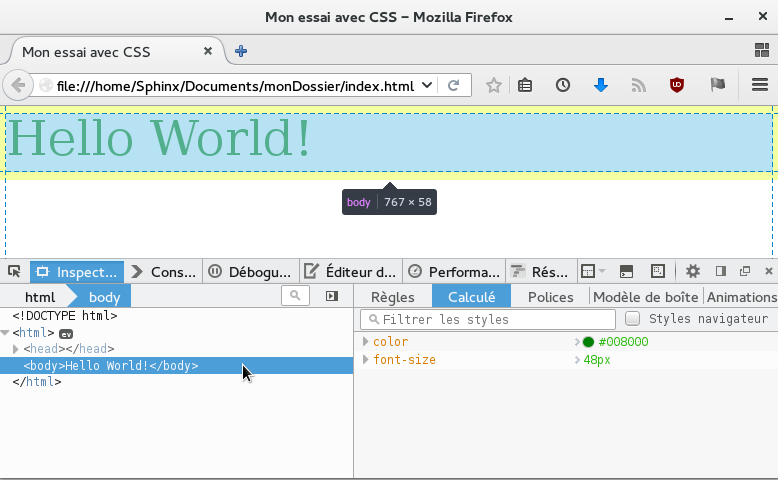 Mon essai avec CSS – Mozilla Firefox
Mon essai avec CSS
file:///home/Sphinx/Documents/monDossier/index.html
Hello World!
body 767 × 58
Inspect... Cons... Débogu... Éditeur d... Performa... Rés...
html body
Règles Calculé Polices Modèle de boîte Animations
<!DOCTYPE html>
Filtrer les styles Styles navigateur
<html> ev
<head></head>
<body>Hello World!</body>
</html>
color #008000
font-size 48px